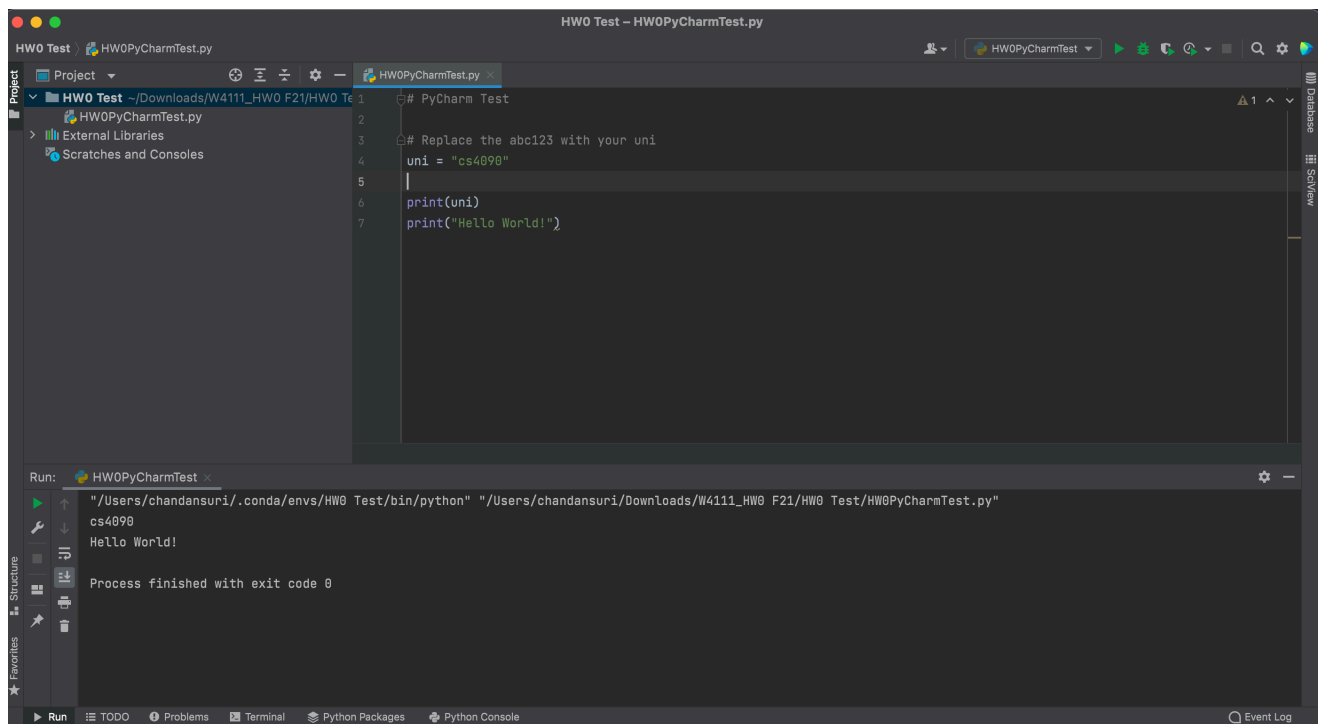 HW0 Test – HW0PyCharmTest.py
HW0 Test
HW0PyCharmTest.py
HW0PyCharmTest
Project
Project
HW0PyCharmTest.py
HW0 Test ~/Downloads/W4111_HW0 F21/HW0 Te
HW0PyCharmTest.py
External Libraries
Scratches and Consoles
1 # PyCharm Test
2
3 # Replace the abc123 with your uni
4 uni = "cs4090"
5
6 print(uni)
7 print("Hello World!")
1
Database
SciView
Run:
HW0PyCharmTest
"/Users/chandansuri/.conda/envs/HW0 Test/bin/python" "/Users/chandansuri/Downloads/W4111_HW0 F21/HW0 Test/HW0PyCharmTest.py"
cs4090
Hello World!
Process finished with exit code 0
Structure
Favorites
Run
TODO
Problems
Terminal
Python Packages
Python Console
Event Log